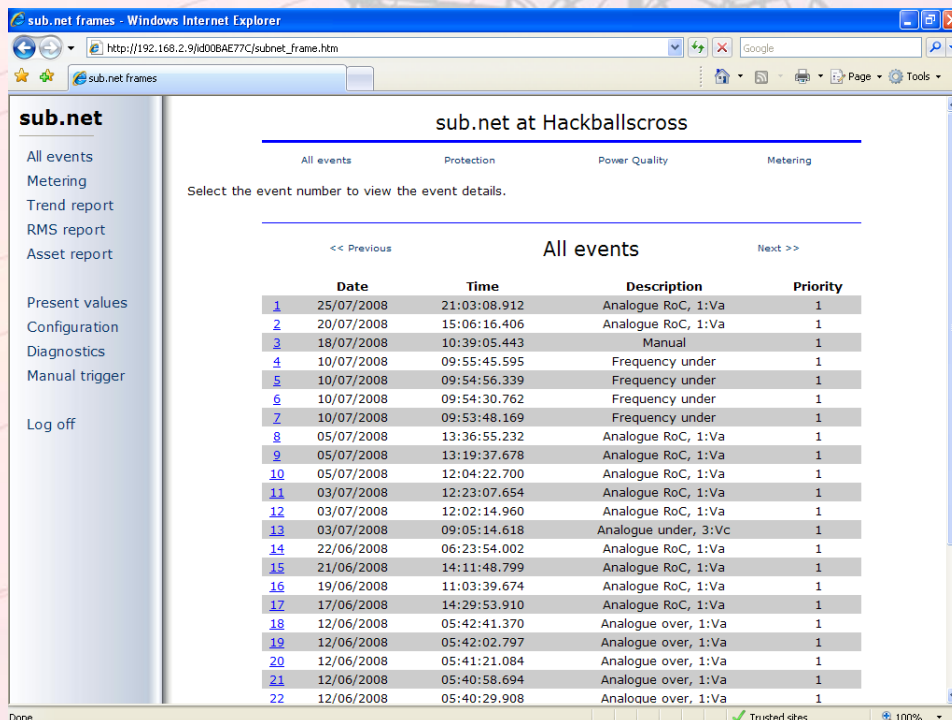 sub.net frames - Windows Internet Explorer
http://192.168.2.9/id00BAE77C/subnet_frame.htm
Google
sub.net frames
Page
Tools
sub.net
All events
Metering
Trend report
RMS report
Asset report
Present values
Configuration
Diagnostics
Manual trigger
Log off
sub.net at Hackballscross
All events Protection Power Quality Metering
Select the event number to view the event details.
<< Previous All events Next >>
Date Time Description Priority
1 25/07/2008 21:03:08.912 Analogue RoC, 1:Va 1
2 20/07/2008 15:06:16.406 Analogue RoC, 1:Va 1
3 18/07/2008 10:39:05.443 Manual 1
4 10/07/2008 09:55:45.595 Frequency under 1
5 10/07/2008 09:54:56.339 Frequency under 1
6 10/07/2008 09:54:30.762 Frequency under 1
7 10/07/2008 09:53:48.169 Frequency under 1
8 05/07/2008 13:36:55.232 Analogue RoC, 1:Va 1
9 05/07/2008 13:19:37.678 Analogue RoC, 1:Va 1
10 05/07/2008 12:04:22.700 Analogue RoC, 1:Va 1
11 03/07/2008 12:23:07.654 Analogue RoC, 1:Va 1
12 03/07/2008 12:02:14.960 Analogue RoC, 1:Va 1
13 03/07/2008 09:05:14.618 Analogue under, 3:Vc 1
14 22/06/2008 06:23:54.002 Analogue RoC, 1:Va 1
15 21/06/2008 14:11:48.799 Analogue RoC, 1:Va 1
16 19/06/2008 11:03:39.674 Analogue RoC, 1:Va 1
17 17/06/2008 14:29:53.910 Analogue RoC, 1:Va 1
18 12/06/2008 05:42:41.370 Analogue over, 1:Va 1
19 12/06/2008 05:42:02.797 Analogue over, 1:Va 1
20 12/06/2008 05:41:21.084 Analogue over, 1:Va 1
21 12/06/2008 05:40:58.694 Analogue over, 1:Va 1
22 12/06/2008 05:40:29.908 Analogue over, 1:Va 1
Done Trusted sites 100%